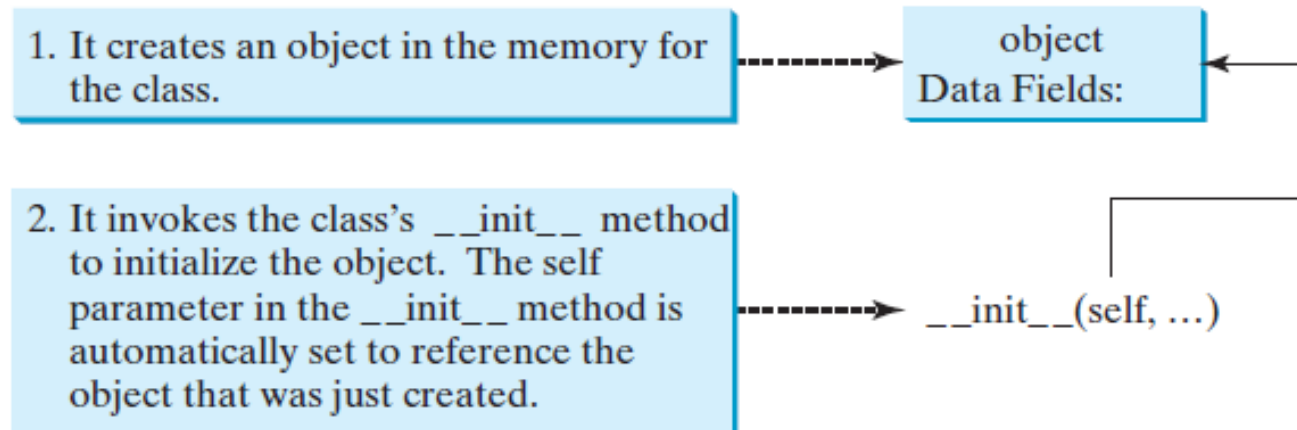 1. It creates an object in the memory for
the class.
object
Data Fields:
2. It invokes the class’s __init__ method
to initialize the object. The self
parameter in the __init__ method is
automatically set to reference the
object that was just created.
__init__(self, ...)